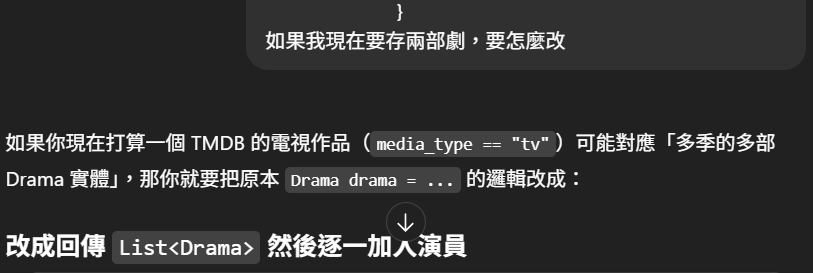 }
如果我現在要存兩部劇，要怎麼改
如果你現在打算一個 TMDB 的電視作品（media_type == "tv"）可能對應「多季的多部
Drama 實體」，那你就要把原本 Drama drama = ... 的邏輯改成：
改成回傳 List<Drama> 然後逐一加入演員